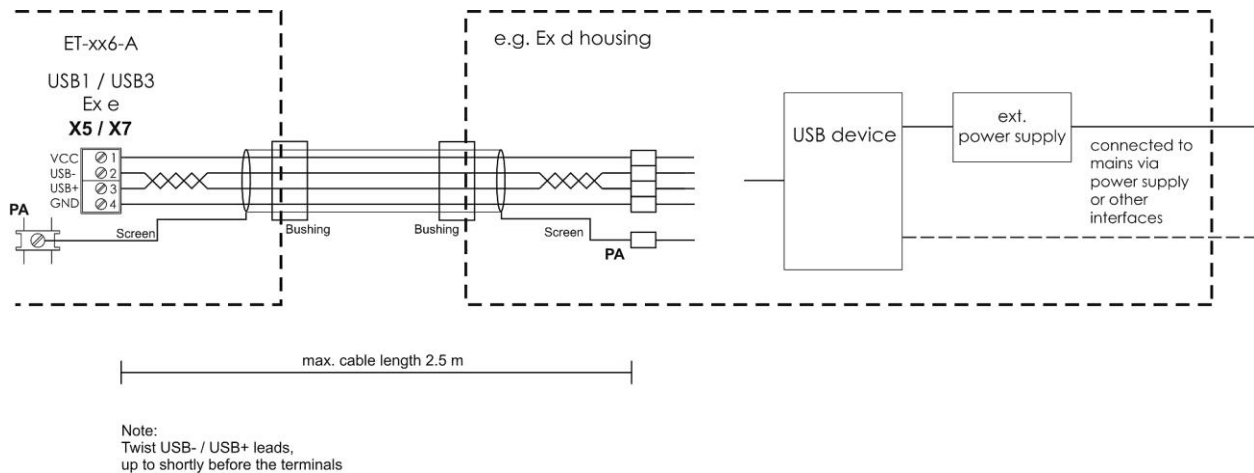 ET-xx6-A
USB1 / USB3
Ex e
X5 / X7
VCC
1
USB-
2
USB+
3
GND
4
PA
Screen
Bushing
e.g. Ex d housing
Bushing
Screen
PA
USB device
ext.
power supply
connected to
mains via
power supply
or other
interfaces
max. cable length 2.5 m
Note:
Twist USB- / USB+ leads,
up to shortly before the terminals